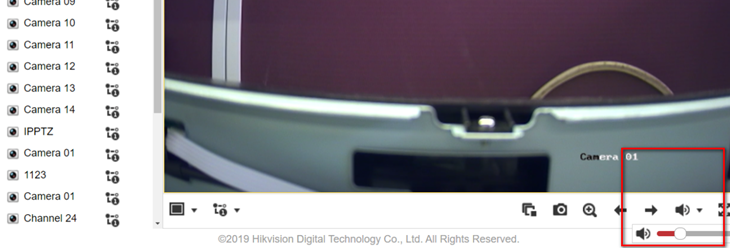 Camera 09
Camera 10
Camera 11
Camera 12
Camera 13
Camera 14
IPPTZ
Camera 01
1123
Camera 01
Channel 24
Camera 01
©2019 Hikvision Digital Technology Co., Ltd. All Rights Reserved.